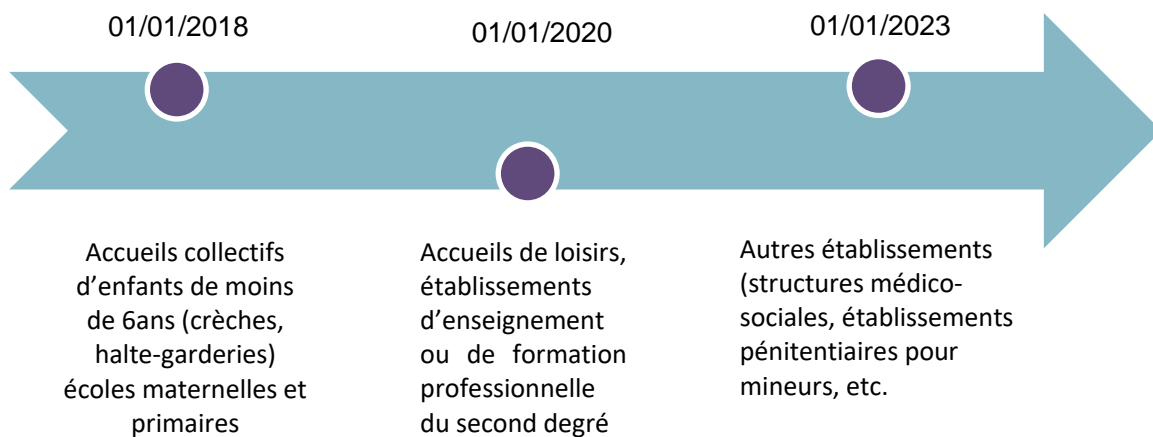 01/01/2018
01/01/2020
01/01/2023
Accueils collectifs
d’enfants de moins
de 6ans (crèches,
halte-garderies)
écoles maternelles et
primaires
Accueils de loisirs,
établissements
d’enseignement
ou de formation
professionnelle
du second degré
Autres établissements
(structures médico-
sociales, établissements
pénitentiaires pour
mineurs, etc.